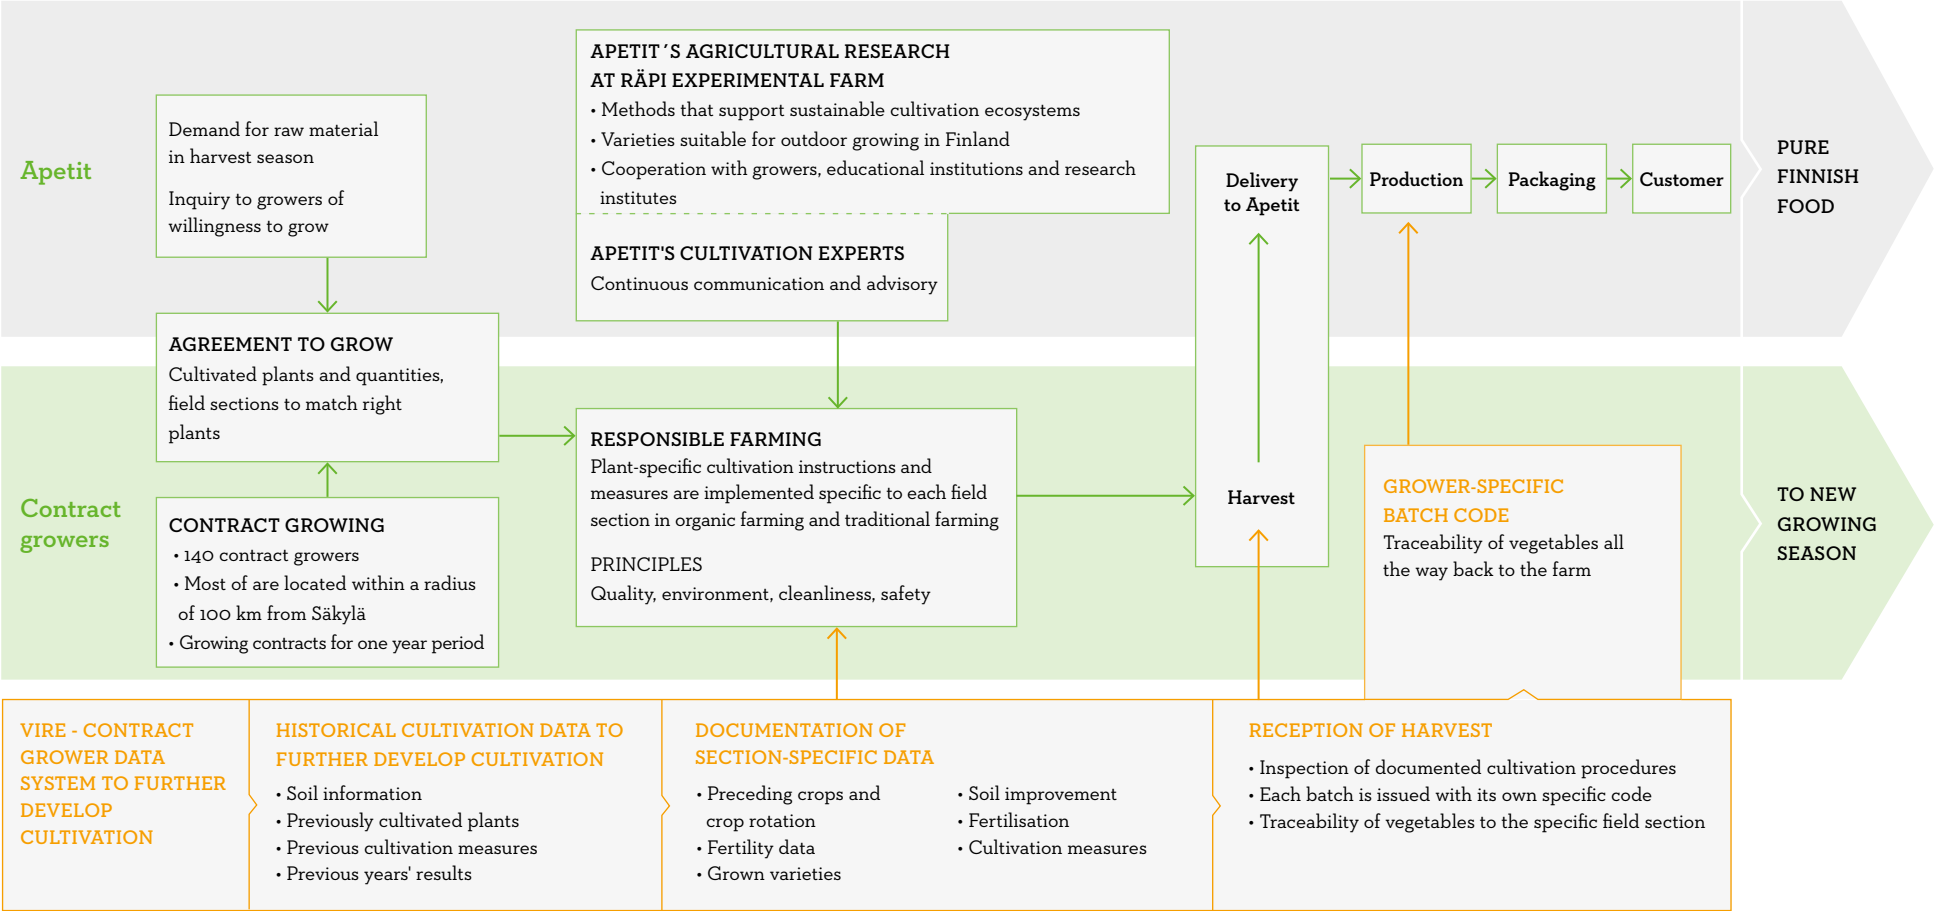 Apetit
Demand for raw material
in harvest season
Inquiry to growers of
willingness to grow
APETIT´S AGRICULTURAL RESEARCH
AT RÄPI EXPERIMENTAL FARM
• Methods that support sustainable cultivation ecosystems
• Varieties suitable for outdoor growing in Finland
• Cooperation with growers, educational institutions and research
institutes
APETIT'S CULTIVATION EXPERTS
Continuous communication and advisory
Delivery
to Apetit
Production
Packaging
Customer
PURE
FINNISH
FOOD
AGREEMENT TO GROW
Cultivated plants and quantities,
field sections to match right
plants
Contract
growers
CONTRACT GROWING
• 140 contract growers
• Most of are located within a radius
of 100 km from Säkylä
• Growing contracts for one year period
RESPONSIBLE FARMING
Plant-specific cultivation instructions and
measures are implemented specific to each field
section in organic farming and traditional farming
PRINCIPLES
Quality, environment, cleanliness, safety
Harvest
GROWER-SPECIFIC
BATCH CODE
Traceability of vegetables all
the way back to the farm
TO NEW
GROWING
SEASON
VIRE - CONTRACT
GROWER DATA
SYSTEM TO FURTHER
DEVELOP
CULTIVATION
HISTORICAL CULTIVATION DATA TO
FURTHER DEVELOP CULTIVATION
• Soil information
• Previously cultivated plants
• Previous cultivation measures
• Previous years' results
DOCUMENTATION OF
SECTION-SPECIFIC DATA
• Preceding crops and
crop rotation
• Fertility data
• Grown varieties
• Soil improvement
• Fertilisation
• Cultivation measures
RECEPTION OF HARVEST
• Inspection of documented cultivation procedures
• Each batch is issued with its own specific code
• Traceability of vegetables to the specific field section